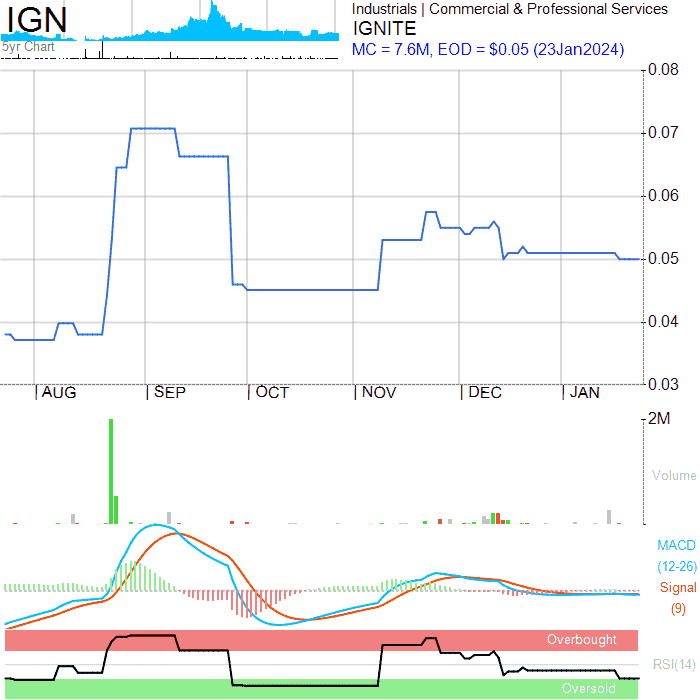 IGN
5yr Chart
Industrials | Commercial & Professional Services
IGNITE
MC = 7.6M, EOD = $0.05 (23Jan2024)
0.08
0.07
0.06
0.05
0.04
0.03
AUG SEP OCT NOV DEC JAN
2M
Volume
MACD
(12-26)
Signal
(9)
Overbought
RSI(14)
Oversold